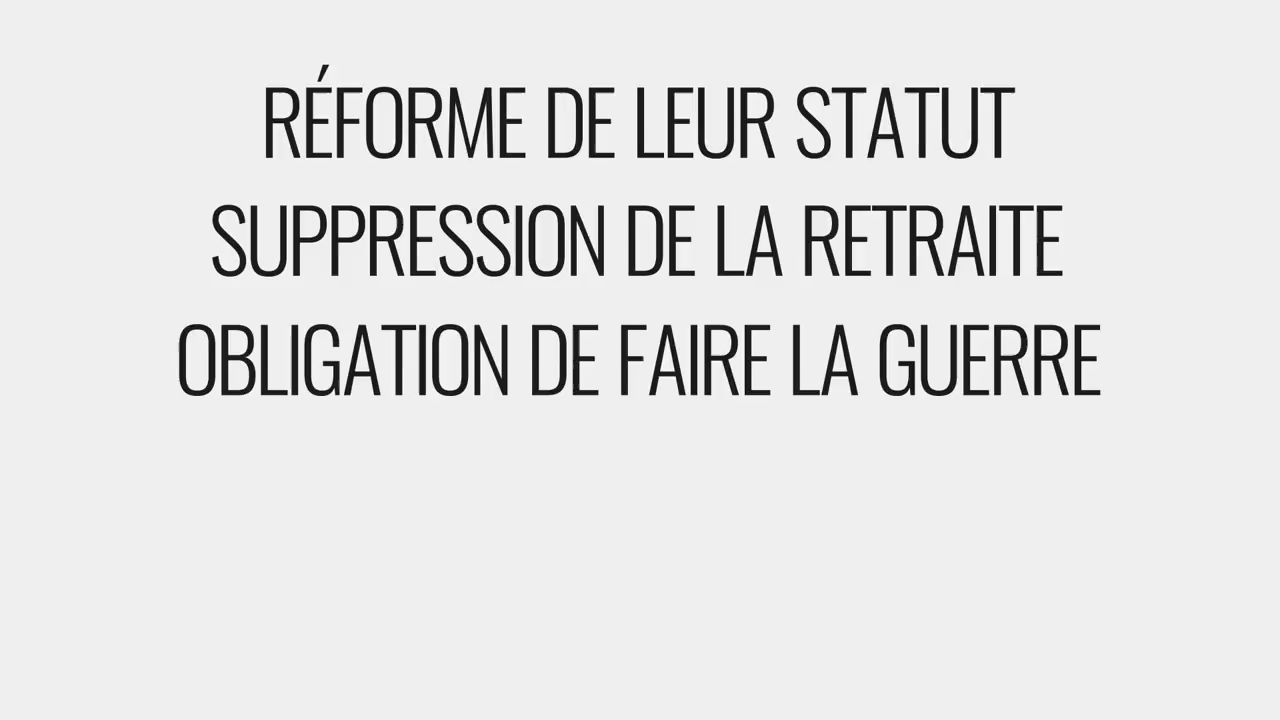 RÉFORME DE LEUR STATUT
SUPPRESSION DE LA RETRAITE
OBLIGATION DE FAIRE LA GUERRE